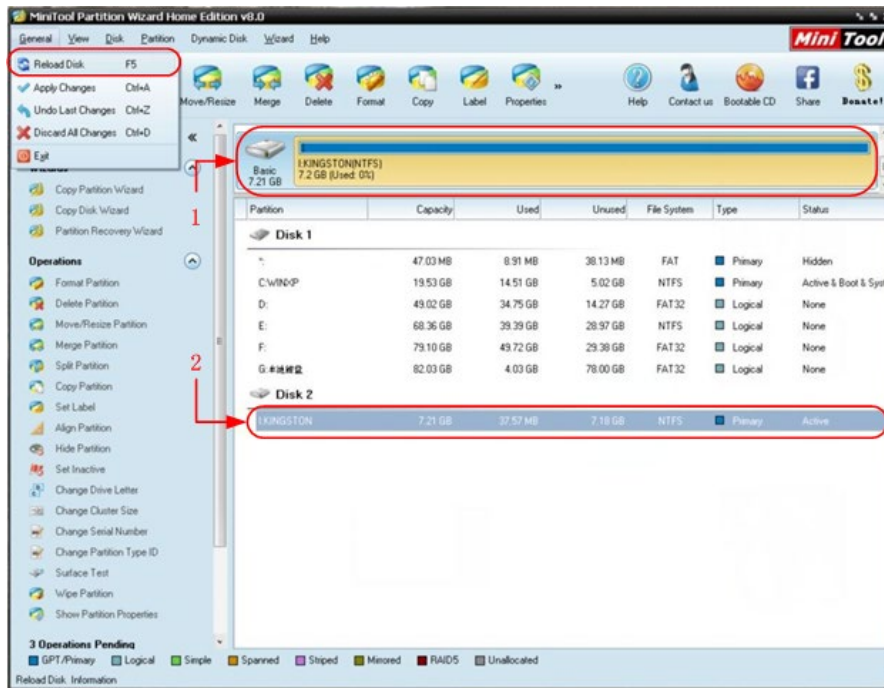 MiniTool Partition Wizard Home Edition v8.0
General View Disk Partition Dynamic Disk Wizard Help
Mini Tool
Reload Disk F5
Apply Changes Ctrl+A
Undo Last Changes Ctrl+Z
Discard All Changes Ctrl+D
Exit
Move/Resize Merge Delete Format Copy Label Properties » Help Contact us Bootable CD Share Donate!
«
Wizards
Copy Partition Wizard
Copy Disk Wizard
Partition Recovery Wizard
Operations
Format Partition
Delete Partition
Move/Resize Partition
Merge Partition
Split Partition
Copy Partition
Set Label
Align Partition
Hide Partition
Set Inactive
Change Drive Letter
Change Cluster Size
Change Serial Number
Change Partition Type ID
Surface Test
Wipe Partition
Show Partition Properties
3 Operations Pending
1
2
Basic
7.21 GB
I:KINGSTON(NTFS)
7.2 GB (Used: 0%)
Partition Capacity Used Unused File System Type Status
Disk 1
*: 47.03 MB 8.91 MB 38.13 MB FAT Primary Hidden
C:WINXP 19.53 GB 14.51 GB 5.02 GB NTFS Primary Active & Boot & Sys
D: 49.02 GB 34.75 GB 14.27 GB FAT32 Logical None
E: 68.36 GB 39.39 GB 28.97 GB NTFS Logical None
F: 79.10 GB 49.72 GB 29.38 GB FAT32 Logical None
G:本地磁盘 82.03 GB 4.03 GB 78.00 GB FAT32 Logical None
Disk 2
I:KINGSTON 7.21 GB 37.57 MB 7.18 GB NTFS Primary Active
GPT/Primary Logical Simple Spanned Striped Mirrored RAID5 Unallocated
Reload Disk Information